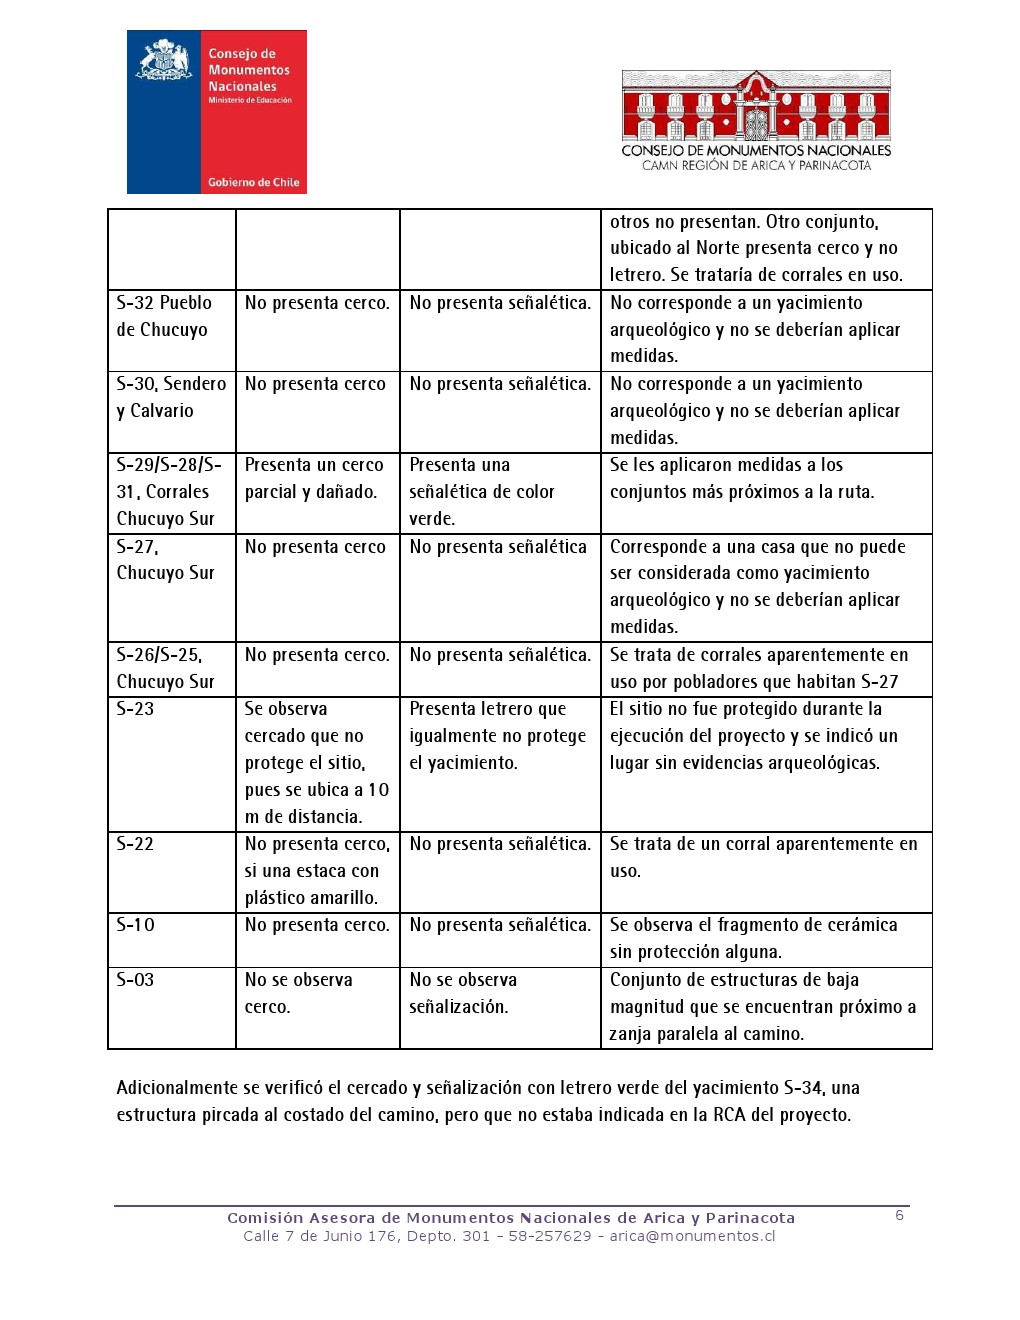 Consejo de
Monumentos
Nacionales
Ministerio de Educación
Gobierno de Chile
CONSEJO DE MONUMENTOS NACIONALES
CAMN REGIÓN DE ARICA Y PARINACOTA
otros no presentan. Otro conjunto,
ubicado al Norte presenta cerco y no
letrero. Se trataría de corrales en uso.
S-32 Pueblo
de Chucuyo
No presenta cerco.
No presenta señalética.
No corresponde a un yacimiento
arqueológico y no se deberían aplicar
medidas.
S-30, Sendero
y Calvario
No presenta cerco
No presenta señalética.
No corresponde a un yacimiento
arqueológico y no se deberían aplicar
medidas.
S-29/S-28/S-
31, Corrales
Chucuyo Sur
Presenta un cerco
parcial y dañado.
Presenta una
señalética de color
verde.
Se les aplicaron medidas a los
conjuntos más próximos a la ruta.
S-27,
Chucuyo Sur
No presenta cerco
No presenta señalética
Corresponde a una casa que no puede
ser considerada como yacimiento
arqueológico y no se deberían aplicar
medidas.
S-26/S-25,
Chucuyo Sur
No presenta cerco.
No presenta señalética.
Se trata de corrales aparentemente en
uso por pobladores que habitan S-27
S-23
Se observa
cercado que no
protege el sitio,
pues se ubica a 10
m de distancia.
Presenta letrero que
igualmente no protege
el yacimiento.
El sitio no fue protegido durante la
ejecución del proyecto y se indicó un
lugar sin evidencias arqueológicas.
S-22
No presenta cerco,
si una estaca con
plástico amarillo.
No presenta señalética.
Se trata de un corral aparentemente en
uso.
S-10
No presenta cerco.
No presenta señalética.
Se observa el fragmento de cerámica
sin protección alguna.
S-03
No se observa
cerco.
No se observa
señalización.
Conjunto de estructuras de baja
magnitud que se encuentran próximo a
zanja paralela al camino.
Adicionalmente se verificó el cercado y señalización con letrero verde del yacimiento S-34, una
estructura pircada al costado del camino, pero que no estaba indicada en la RCA del proyecto.
Comisión Asesora de Monumentos Nacionales de Arica y Parinacota
6
Calle 7 de Junio 176, Depto. 301 - 58-257629 - arica@monumentos.cl